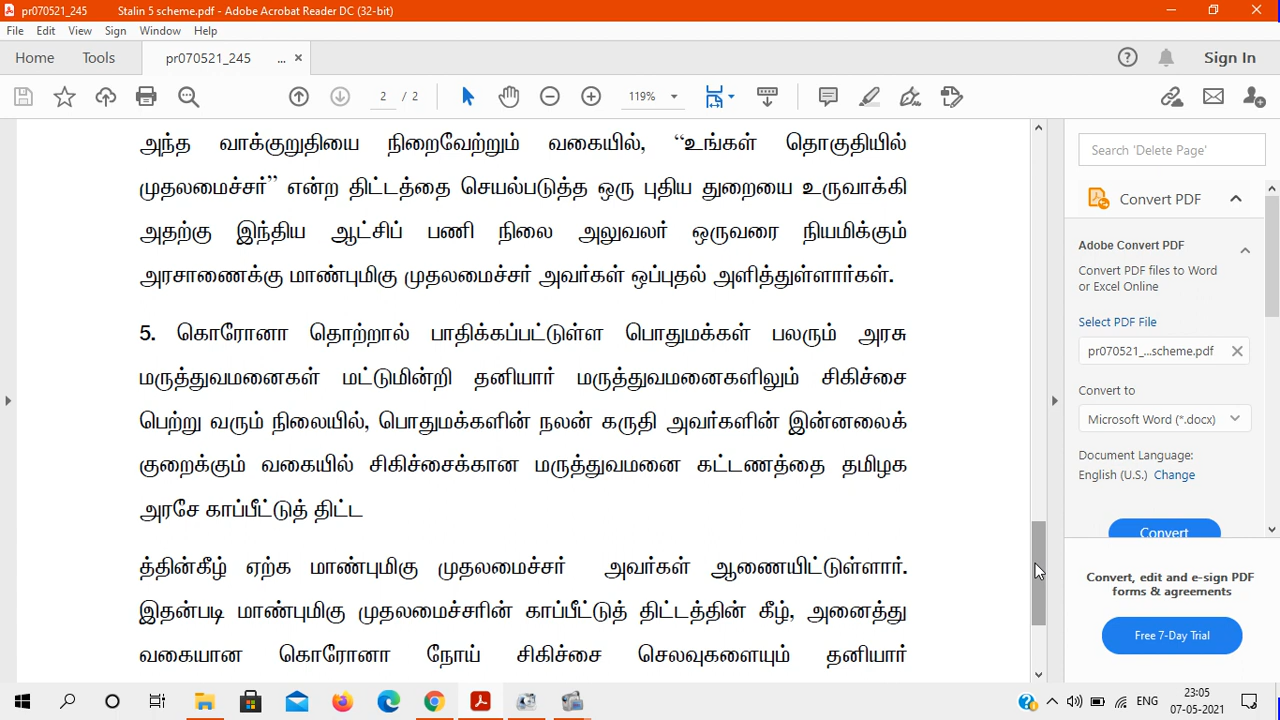 pr070521_245 Stalin 5 scheme.pdf - Adobe Acrobat Reader DC (32-bit)
File Edit View Sign Window Help
Home Tools pr070521_245 ... × Sign In
2 / 2 119%
அந்த வாக்குறுதியை நிறைவேற்றும் வகையில், “உங்கள் தொகுதியில்
முதலமைச்சர்” என்ற திட்டத்தை செயல்படுத்த ஒரு புதிய துறையை உருவாக்கி
அதற்கு இந்திய ஆட்சிப் பணி நிலை அலுவலர் ஒருவரை நியமிக்கும்
அரசாணைக்கு மாண்புமிகு முதலமைச்சர் அவர்கள் ஒப்புதல் அளித்துள்ளார்கள்.
5. கொரோனா தொற்றால் பாதிக்கப்பட்டுள்ள பொதுமக்கள் பலரும் அரசு
மருத்துவமனைகள் மட்டுமின்றி தனியார் மருத்துவமனைகளிலும் சிகிச்சை
பெற்று வரும் நிலையில், பொதுமக்களின் நலன் கருதி அவர்களின் இன்னலைக்
குறைக்கும் வகையில் சிகிச்சைக்கான மருத்துவமனை கட்டணத்தை தமிழக
அரசே காப்பீட்டுத் திட்ட
த்தின்கீழ் ஏற்க மாண்புமிகு முதலமைச்சர் அவர்கள் ஆணையிட்டுள்ளார்.
இதன்படி மாண்புமிகு முதலமைச்சரின் காப்பீட்டுத் திட்டத்தின் கீழ், அனைத்து
வகையான கொரோனா நோய் சிகிச்சை செலவுகளையும் தனியார்
Search 'Delete Page'
Convert PDF
Adobe Convert PDF
Convert PDF files to Word
or Excel Online
Select PDF File
pr070521_...scheme.pdf
Convert to
Microsoft Word (*.docx)
Document Language:
English (U.S.) Change
Convert
Convert, edit and e-sign PDF
forms & agreements
Free 7-Day Trial
ENG
23:05
07-05-2021